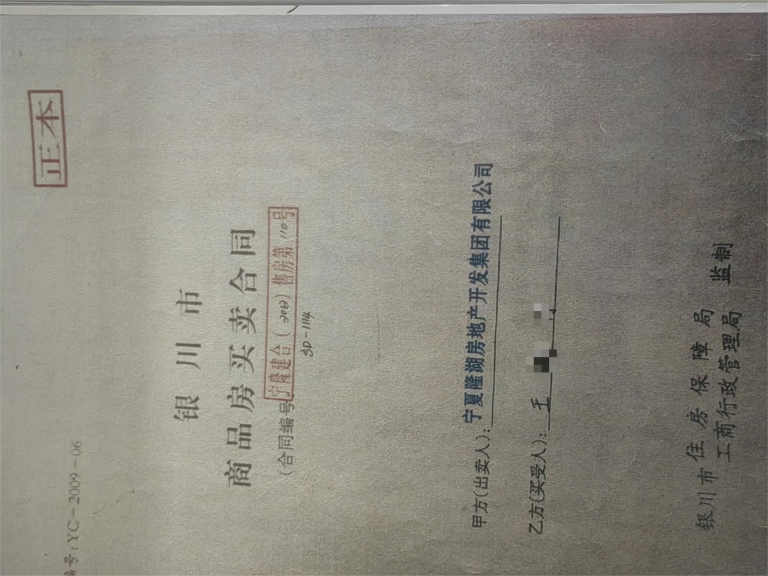 编号:YC-2009-06
正本
银川市
商品房买卖合同
(合同编号宁隆建合(2010)售房第110号
SD-1114
甲方(出卖人):宁夏隆湖房地产开发集团有限公司
乙方(买受人):王
银川市住房保障局
工商行政管理局
监制